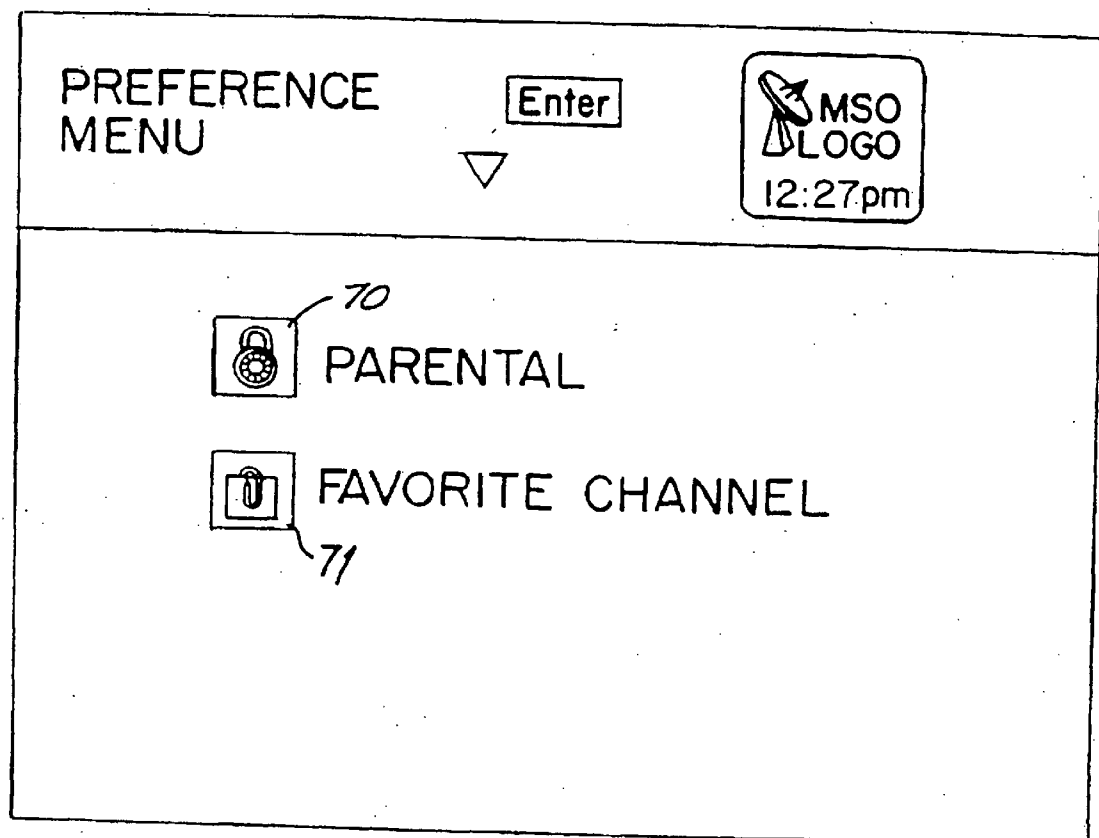 PREFERENCE
MENU
Enter
MSO
LOGO
12:27pm
70
PARENTAL
FAVORITE CHANNEL
71